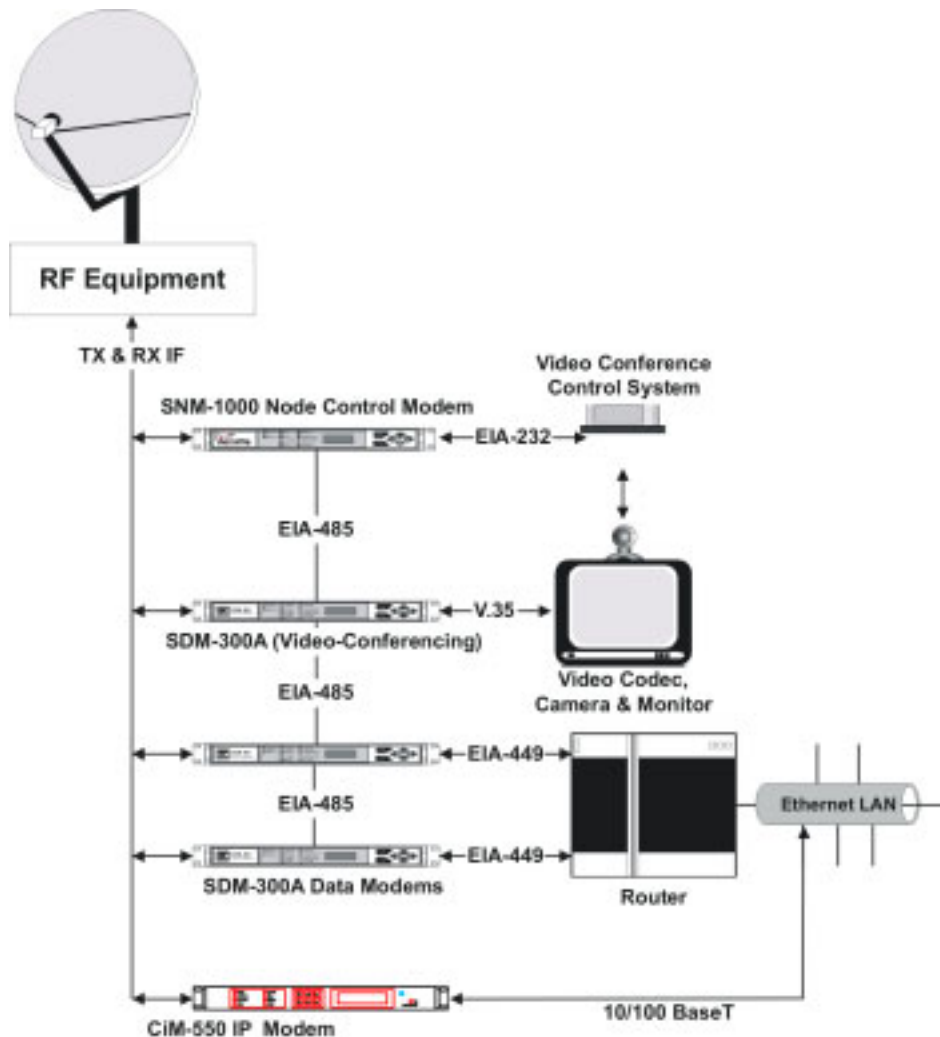 RF Equipment
TX & RX IF
Video Conference
Control System
SNM-1000 Node Control Modem
EIA-232
EIA-485
V.35
SDM-300A (Video-Conferencing)
Video Codec,
Camera & Monitor
EIA-485
EIA-449
EIA-485
Ethernet LAN
EIA-449
SDM-300A Data Modems
Router
10/100 BaseT
CiM-550 IP Modem